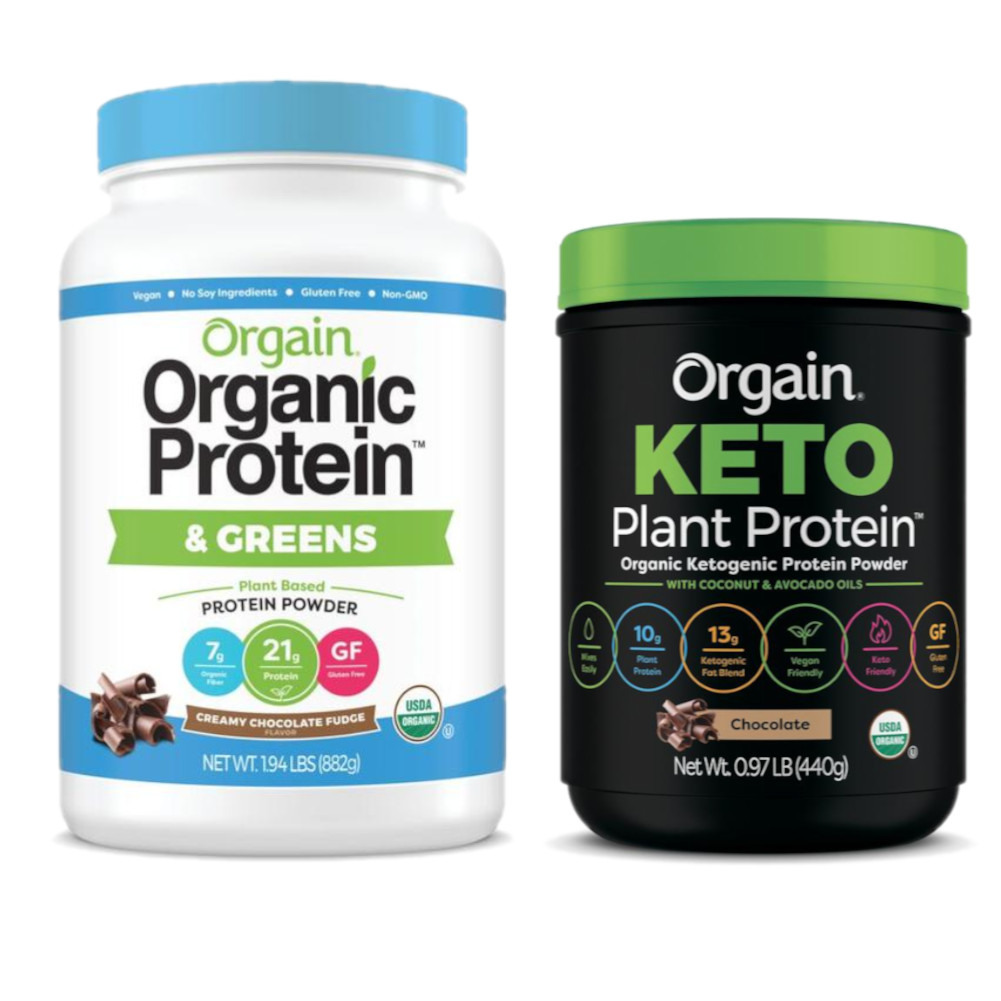 Vegan • No Soy Ingredients • Gluten Free • Non-GMO
Orgain®
Organic
Protein™
& GREENS
Plant Based
PROTEIN POWDER
7g
Organic
Fiber
21g
Protein
GF
Gluten Free
CREAMY CHOCOLATE FUDGE
FLAVOR
USDA
ORGANIC
U
NET WT. 1.94 LBS (882g)
Orgain®
KETO
Plant Protein™
Organic Ketogenic Protein Powder
WITH COCONUT & AVOCADO OILS
Mixes
Easily
10g
Plant
Protein
13g
Ketogenic
Fat Blend
Vegan
Friendly
Keto
Friendly
GF
Gluten
Free
Chocolate
USDA
ORGANIC
U
Net Wt. 0.97 LB (440g)